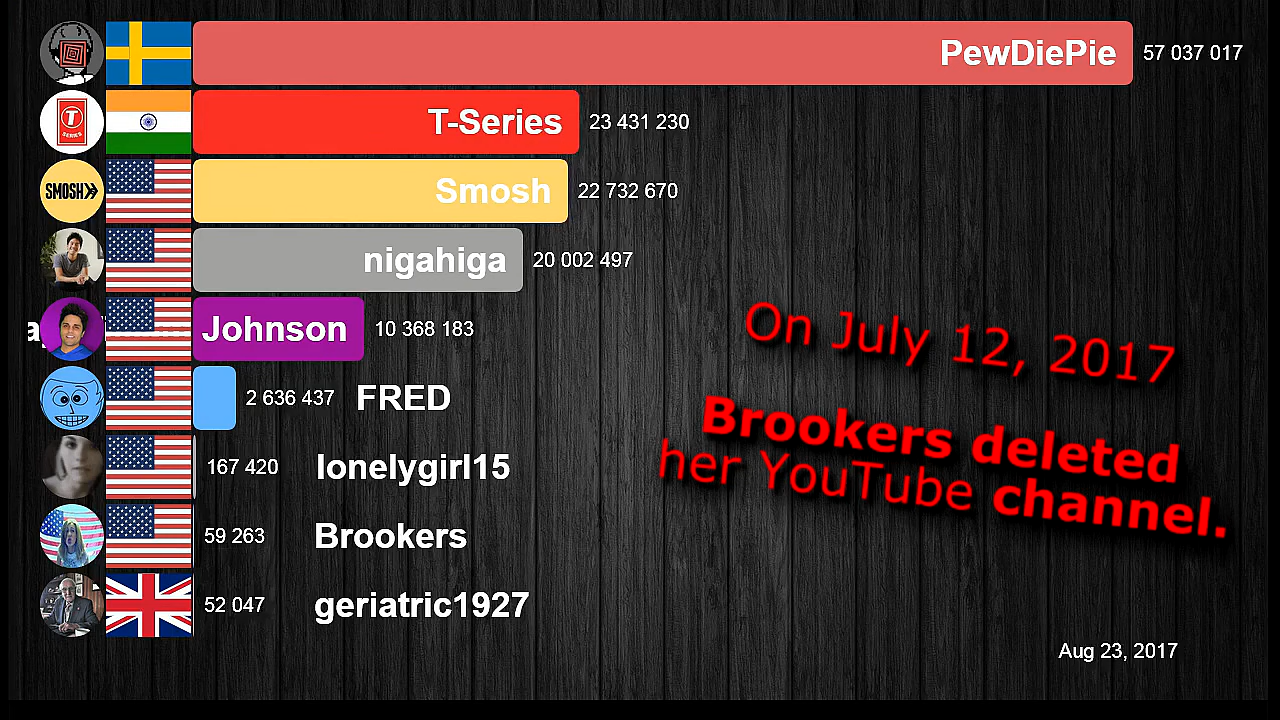 PewDiePie 57 037 017
T SERIES
T-Series 23 431 230
SMOSH
Smosh 22 732 670
nigahiga 20 002 497
Johnson 10 368 183
2 636 437 FRED
167 420 lonelygirl15
59 263 Brookers
52 047 geriatric1927
On July 12, 2017
Brookers deleted
her YouTube channel.
Aug 23, 2017